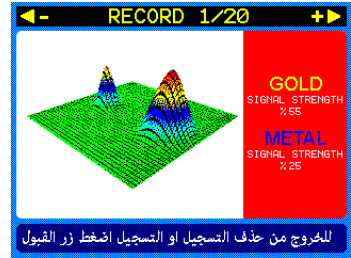 ◄- RECORD 1/20 +►
GOLD
SIGNAL STRENGTH
%55
METAL
SIGNAL STRENGTH
%25
للخروج من حذف التسجيل او التسجيل اضغط زر القبول